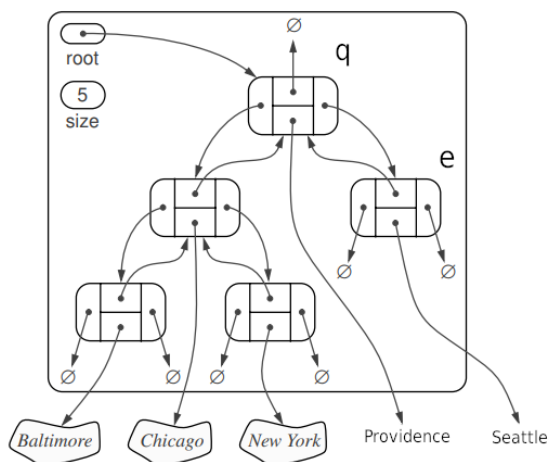 ∅
q
root
5
size
e
∅
∅
∅
∅
∅
∅
Baltimore
Chicago
New York
Providence
Seattle